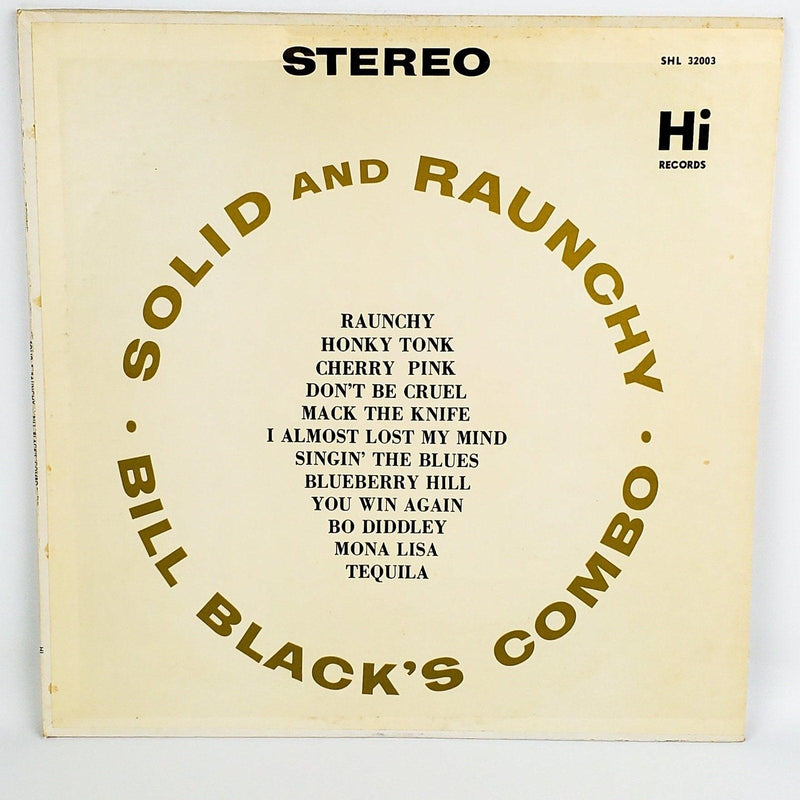 STEREO
SHL 32003
Hi
RECORDS
SOLID AND RAUNCHY
RAUNCHY
HONKY TONK
CHERRY PINK
DON'T BE CRUEL
MACK THE KNIFE
I ALMOST LOST MY MIND
SINGIN' THE BLUES
BLUEBERRY HILL
YOU WIN AGAIN
BO DIDDLEY
MONA LISA
TEQUILA
• BILL BLACK'S COMBO •